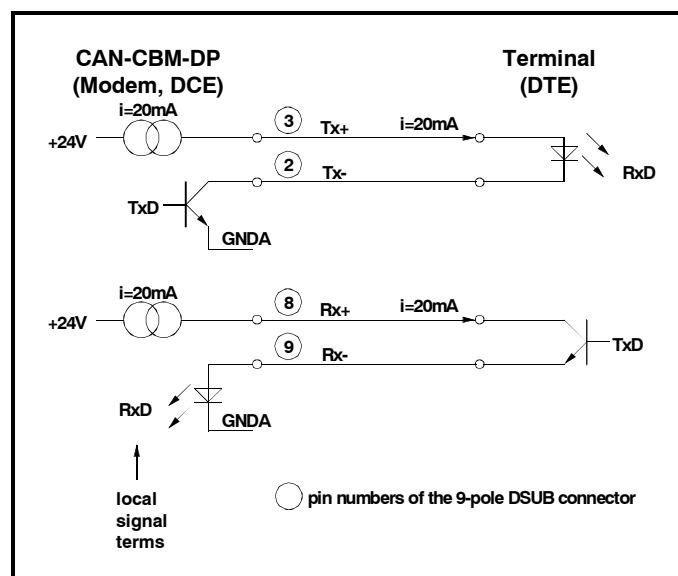 CAN-CBM-DP
(Modem, DCE)
Terminal
(DTE)
i=20mA
+24V
3
Tx+
i=20mA
2
Tx-
RxD
TxD
GNDA
i=20mA
+24V
8
Rx+
i=20mA
9
Rx-
TxD
RxD
GNDA
local
signal
terms
pin numbers of the 9-pole DSUB connector